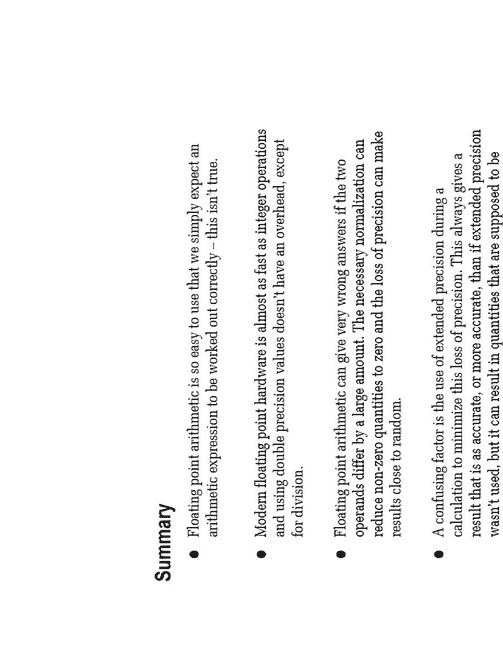 Summary
● Floating point arithmetic is so easy to use that we simply expect an
arithmetic expression to be worked out correctly – this isn't true.
● Modern floating point hardware is almost as fast as integer operations
and using double precision values doesn't have an overhead, except
for division.
● Floating point arithmetic can give very wrong answers if the two
operands differ by a large amount. The necessary normalization can
reduce non-zero quantities to zero and the loss of precision can make
results close to random.
● A confusing factor is the use of extended precision during a
calculation to minimize this loss of precision. This always gives a
result that is as accurate, or more accurate, than if extended precision
wasn't used, but it can result in quantities that are supposed to be